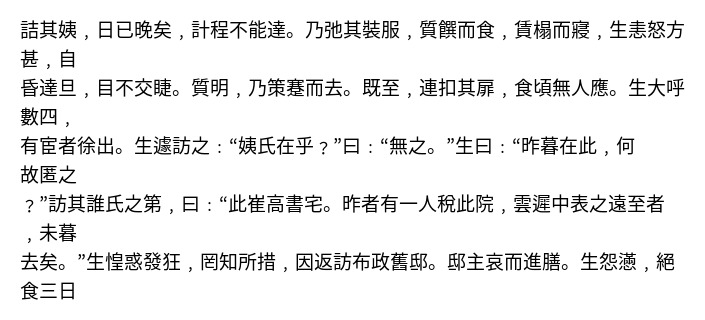 詰其姨，日已晚矣，計程不能達。乃弛其裝服，質饌而食，賃榻而寢，生恚怒方
甚，自
昏達旦，目不交睫。質明，乃策蹇而去。既至，連扣其扉，食頃無人應。生大呼
數四，
有宦者徐出。生遽訪之：“姨氏在乎？”曰：“無之。”生曰：“昨暮在此，何
故匿之
？”訪其誰氏之第，曰：“此崔高書宅。昨者有一人稅此院，雲遲中表之遠至者
，未暮
去矣。”生惶惑發狂，罔知所措，因返訪布政舊邸。邸主哀而進膳。生怨懣，絕
食三日